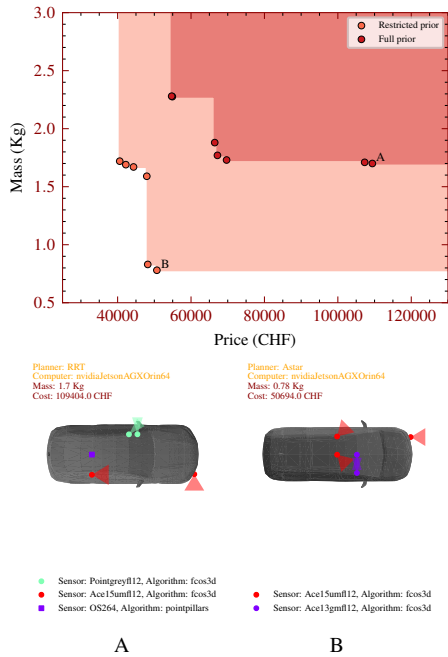 3.0
2.5
2.0
1.5
1.0
0.5
Mass (Kg)
Restricted prior
Full prior
A
B
40000 60000 80000 100000 120000
Price (CHF)
Planner: RRT
Computer: nvidiaJetsonAGXOrin64
Mass: 1.7 Kg
Cost: 109404.0 CHF
Planner: Astar
Computer: nvidiaJetsonAGXOrin64
Mass: 0.78 Kg
Cost: 50694.0 CHF
Sensor: Pointgreyfl12, Algorithm: fcos3d
Sensor: Ace15umfl12, Algorithm: fcos3d
Sensor: OS264, Algorithm: pointpillars
Sensor: Ace15umfl12, Algorithm: fcos3d
Sensor: Ace13gmfl12, Algorithm: fcos3d
A
B